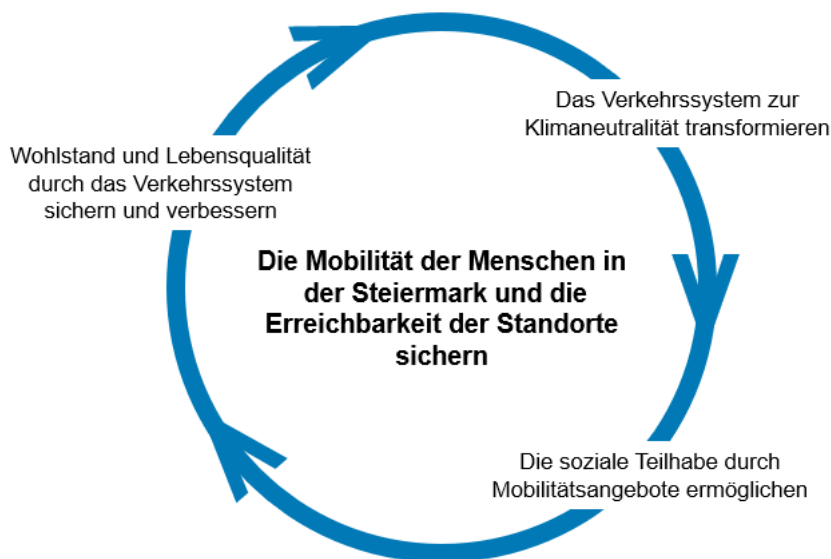 Das Verkehrssystem zur
Klimaneutralität transformieren
Wohlstand und Lebensqualität
durch das Verkehrssystem
sichern und verbessern
Die Mobilität der Menschen in
der Steiermark und die
Erreichbarkeit der Standorte
sichern
Die soziale Teilhabe durch
Mobilitätsangebote ermöglichen